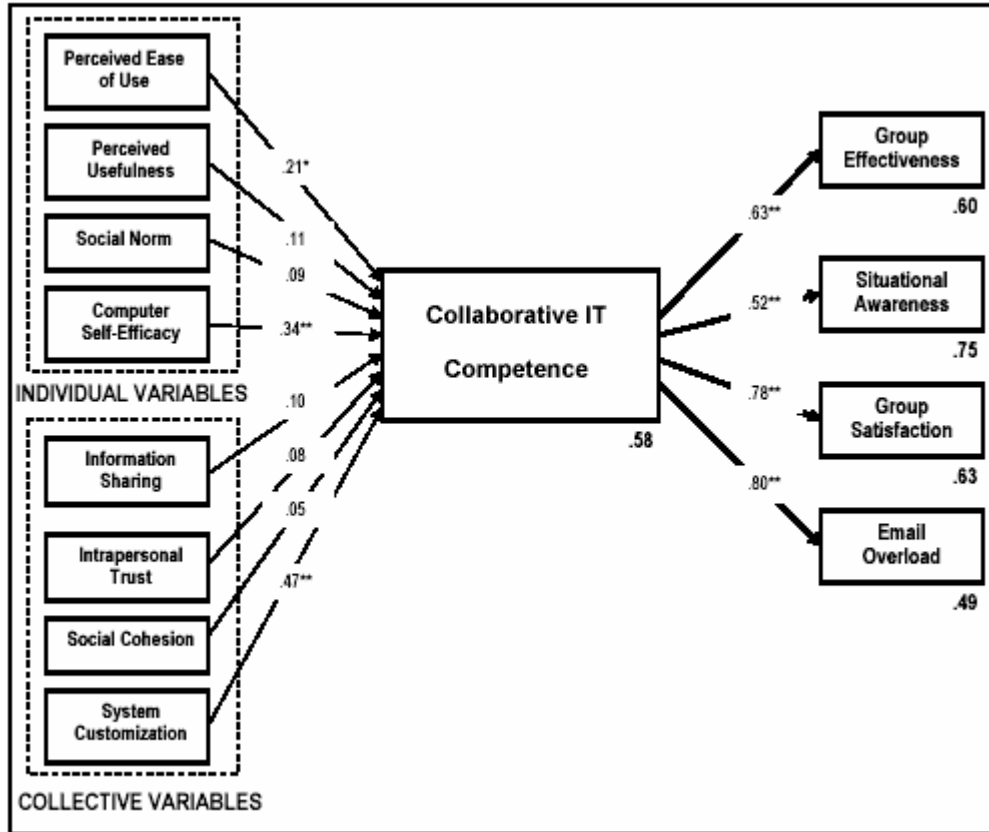 Perceived Ease
of Use
Perceived
Usefulness
Social Norm
Computer
Self-Efficacy
INDIVIDUAL VARIABLES
Information
Sharing
Intrapersonal
Trust
Social Cohesion
System
Customization
COLLECTIVE VARIABLES
.21*
.11
.09
.34**
.10
.08
.05
.47**
Collaborative IT
Competence
.58
.63**
.52**
.78**
.80**
Group
Effectiveness
.60
Situational
Awareness
.75
Group
Satisfaction
.63
Email
Overload
.49